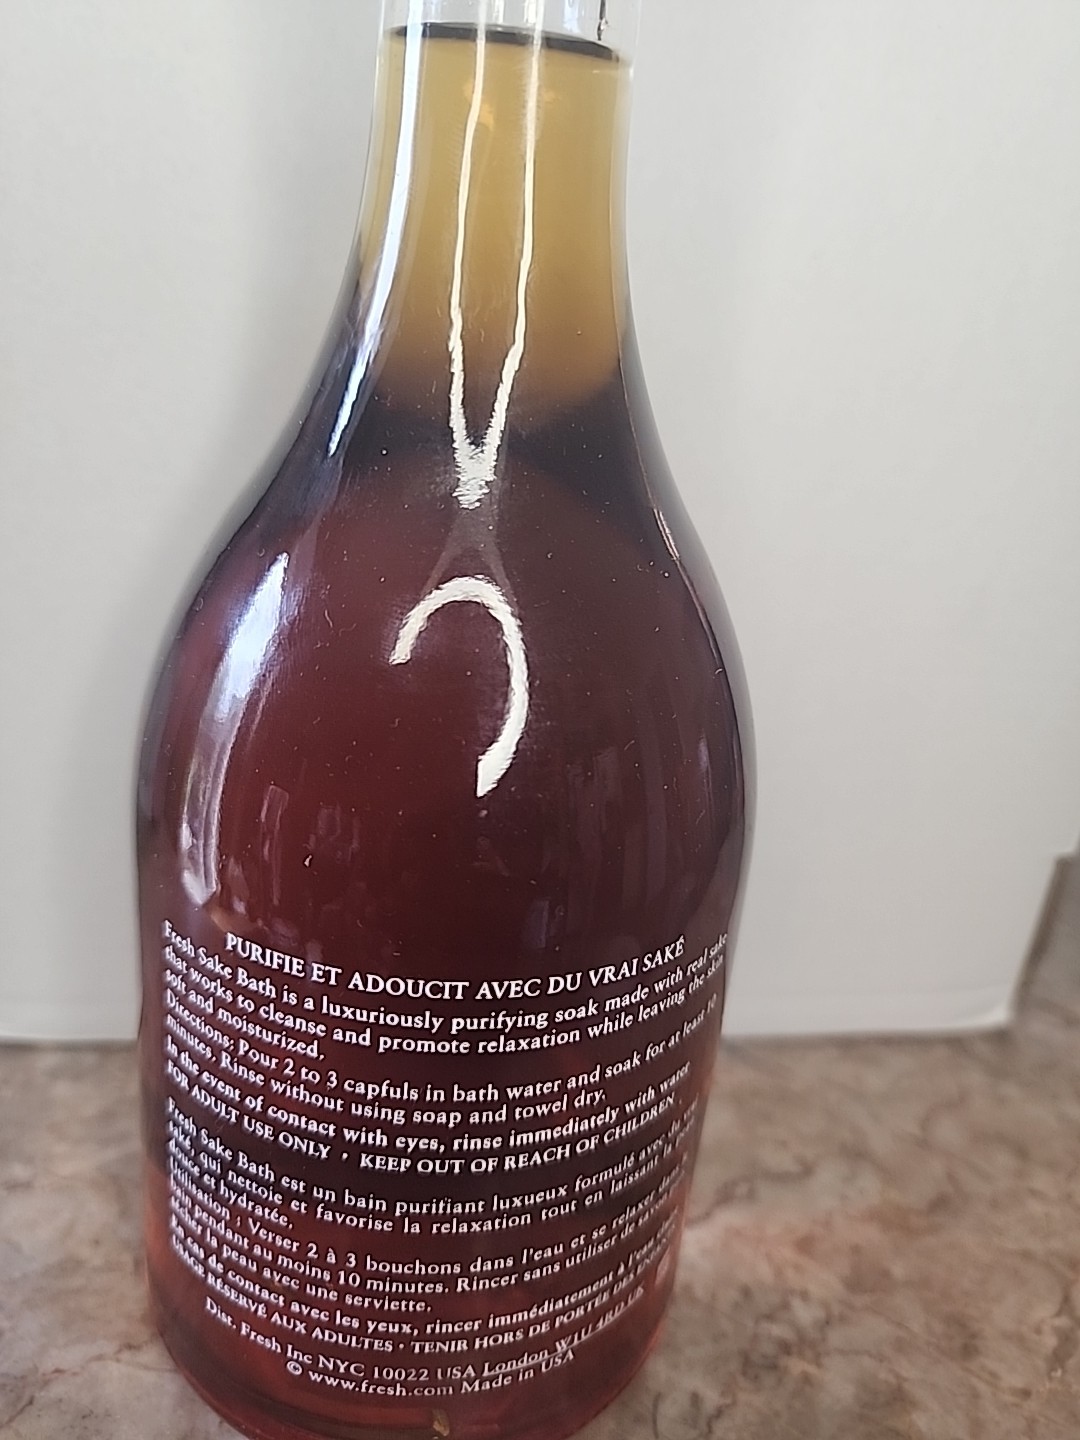 PURIFIE ET ADOUCIT AVEC DU VRAI SAKÉ
Fresh Sake Bath is a luxuriously purifying soak made with real sake
that works to cleanse and promote relaxation while leaving the skin
soft and moisturized.
Directions: Pour 2 to 3 capfuls in bath water and soak for at least 10
minutes. Rinse without using soap and towel dry.
In the event of contact with eyes, rinse immediately with water
FOR ADULT USE ONLY • KEEP OUT OF REACH OF CHILDREN
Fresh Sake Bath est un bain purifiant luxueux formulé avec du
qui nettoie et favorise la relaxation tout en laissant la
et hydratée.
: Verser 2 à 3 bouchons dans l'eau et se relaxer dans
pendant au moins 10 minutes. Rincer sans utiliser de savon
la peau avec une serviette.
de contact avec les yeux, rincer immédiatement à l'eau
USAGE RÉSERVÉ AUX ADULTES • TENIR HORS DE PORTÉE DES
Dist. Fresh Inc NYC 10022 USA London W1U 4RD UK
© www.fresh.com Made in USA